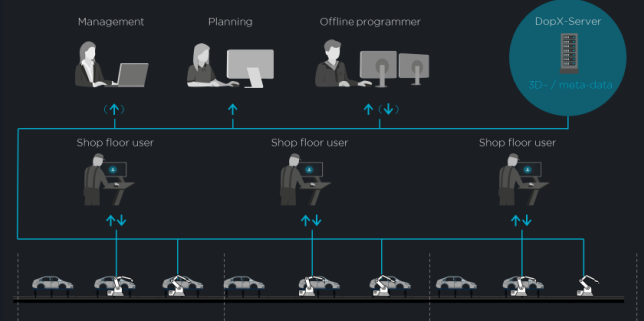 Management
Planning
Offline programmer
DopX-Server
3D- / meta-data
Shop floor user
Shop floor user
Shop floor user